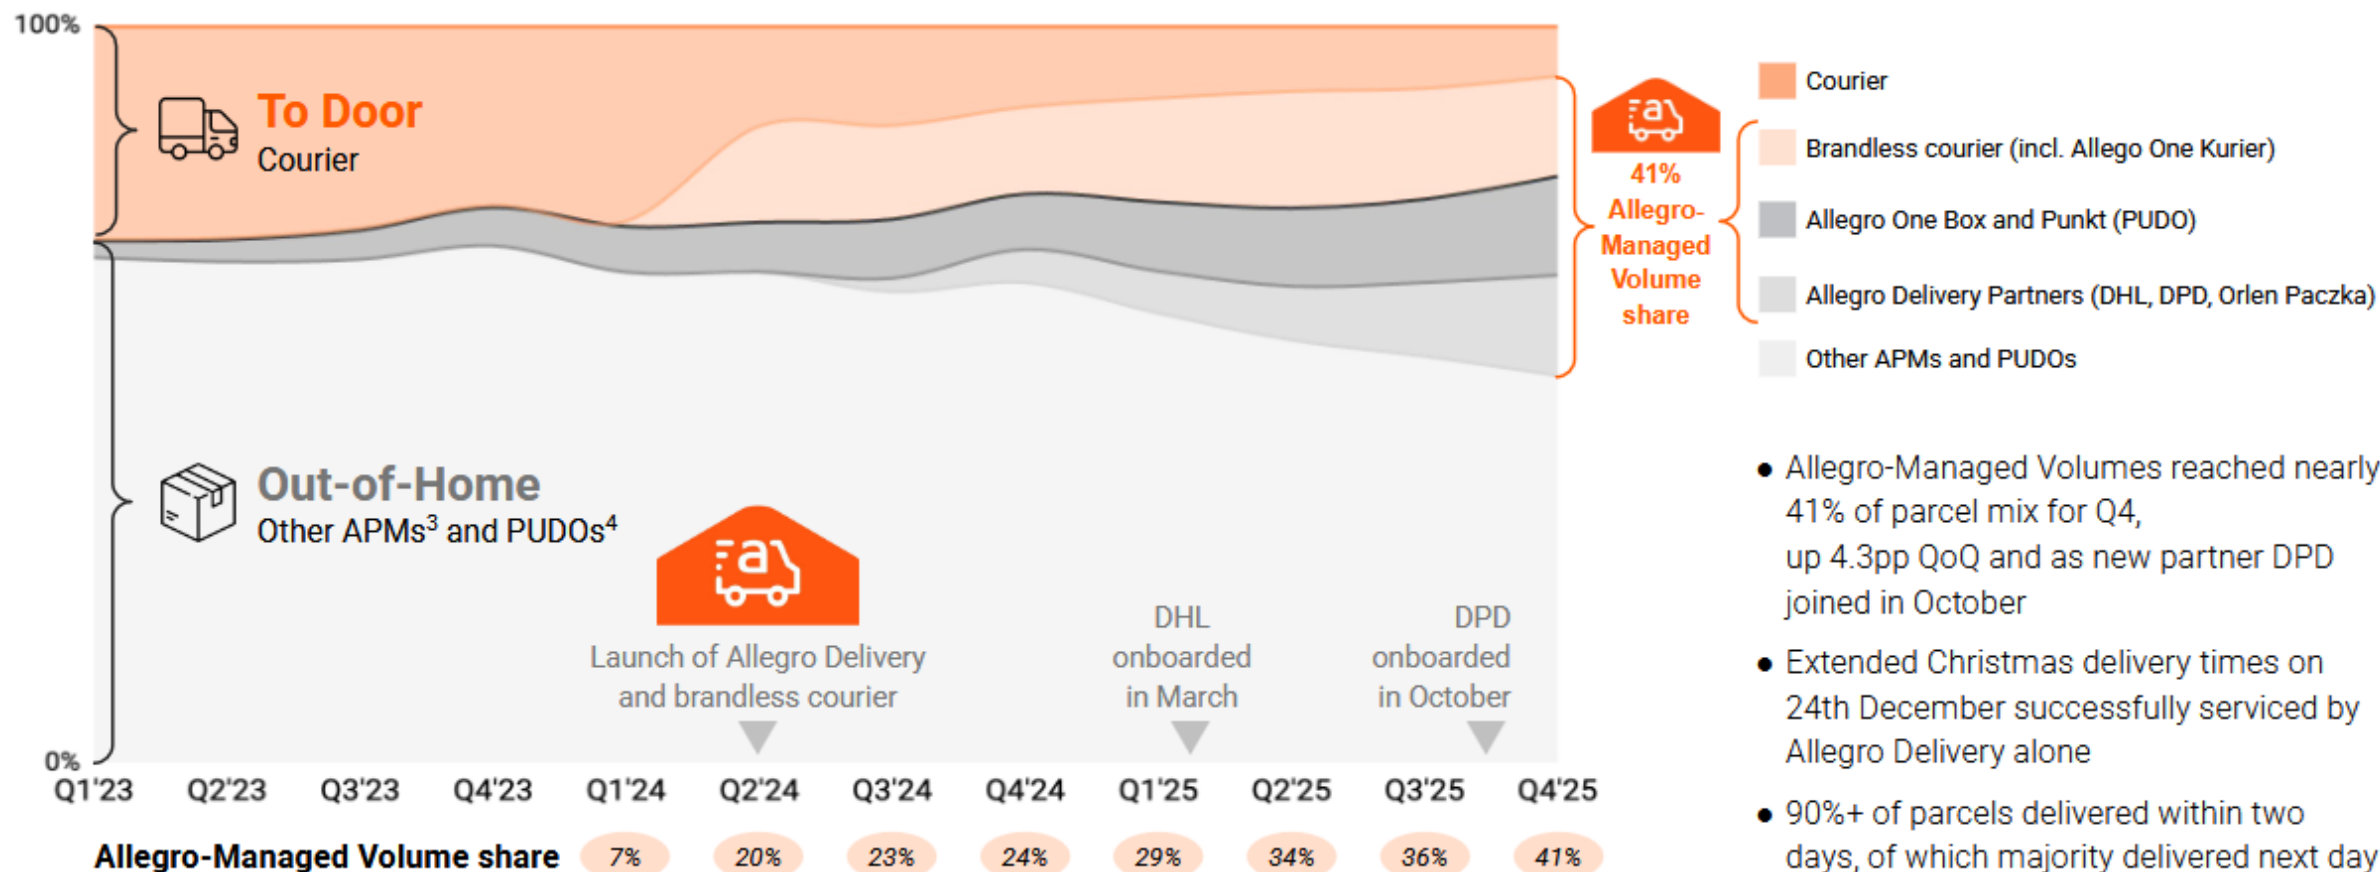 100%
To Door
Courier
Out-of-Home
Other APMs³ and PUDOs⁴
a
Launch of Allegro Delivery
and brandless courier
DHL
onboarded
in March
DPD
onboarded
in October
0%
Q1'23 Q2'23 Q3'23 Q4'23 Q1'24 Q2'24 Q3'24 Q4'24 Q1'25 Q2'25 Q3'25 Q4'25
Allegro-Managed Volume share 7% 20% 23% 24% 29% 34% 36% 41%
a
41%
Allegro-
Managed
Volume
share
Courier
Brandless courier (incl. Allego One Kurier)
Allegro One Box and Punkt (PUDO)
Allegro Delivery Partners (DHL, DPD, Orlen Paczka)
Other APMs and PUDOs
● Allegro-Managed Volumes reached nearly
41% of parcel mix for Q4,
up 4.3pp QoQ and as new partner DPD
joined in October
● Extended Christmas delivery times on
24th December successfully serviced by
Allegro Delivery alone
● 90%+ of parcels delivered within two
days, of which majority delivered next day